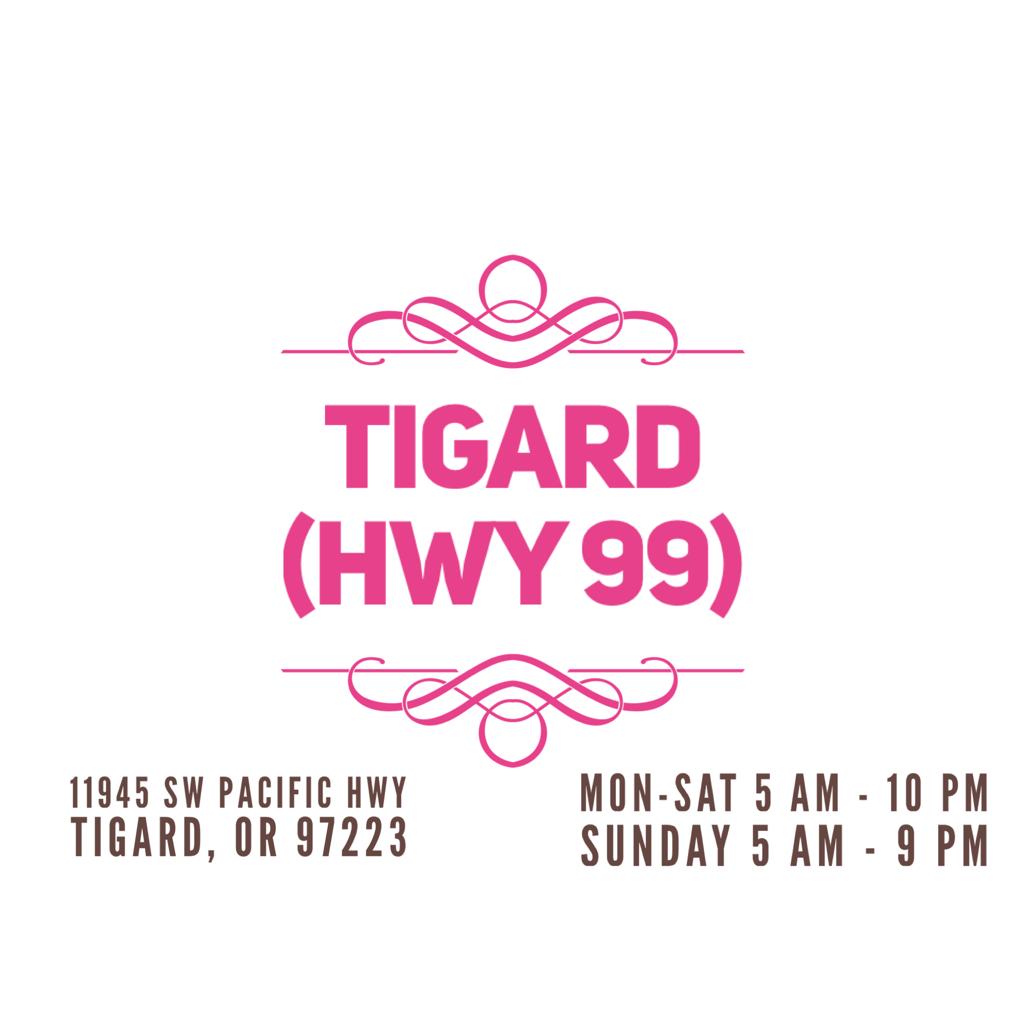 TIGARD
(HWY 99)
11945 SW PACIFIC HWY
TIGARD, OR 97223
MON-SAT 5 AM - 10 PM
SUNDAY 5 AM - 9 PM